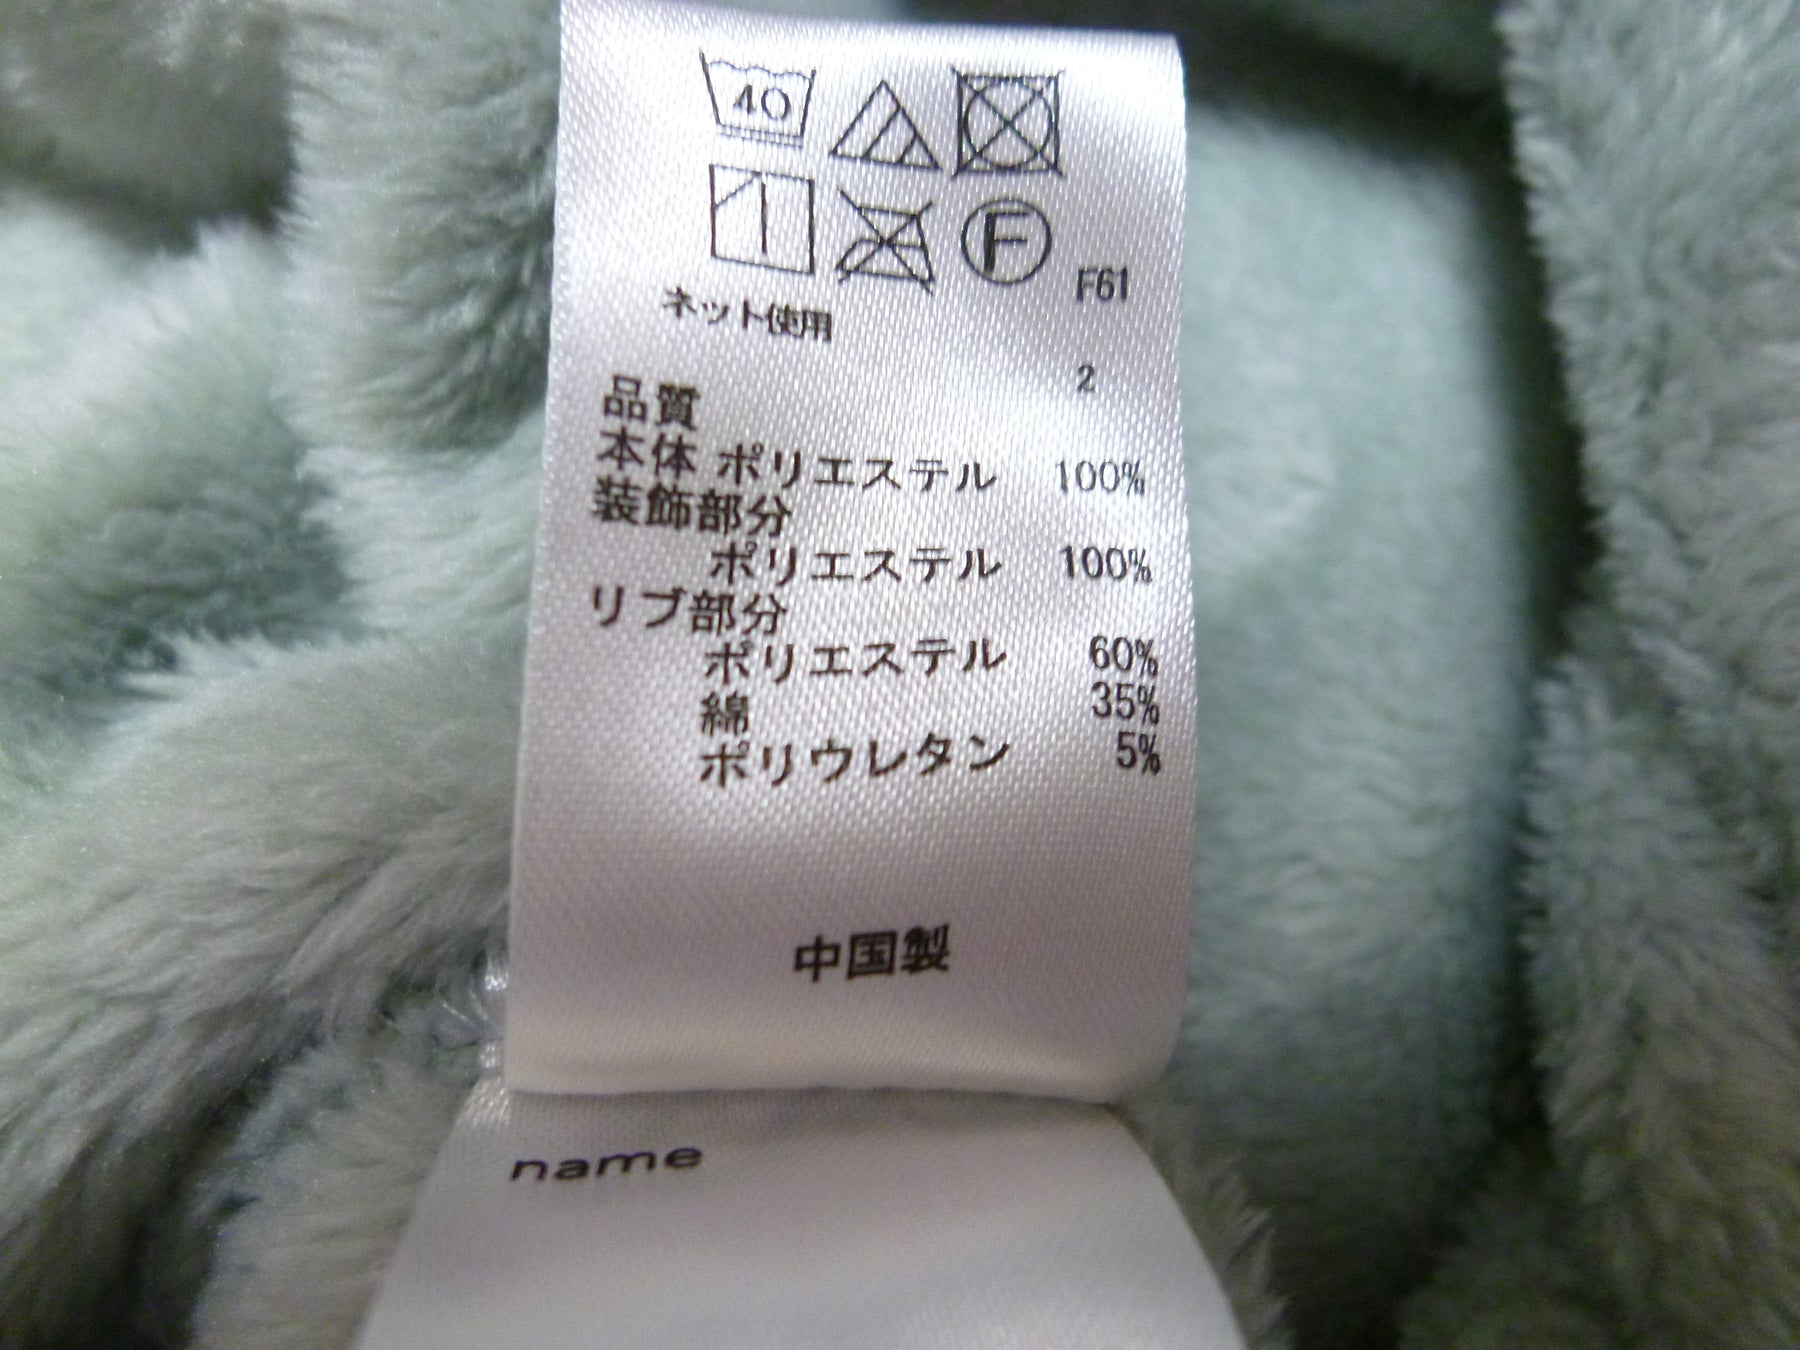 40
F
F61
ネット使用
2
品質
本体 ポリエステル 100%
装飾部分
ポリエステル 100%
リブ部分
ポリエステル 60%
綿 35%
ポリウレタン 5%
中国製
name